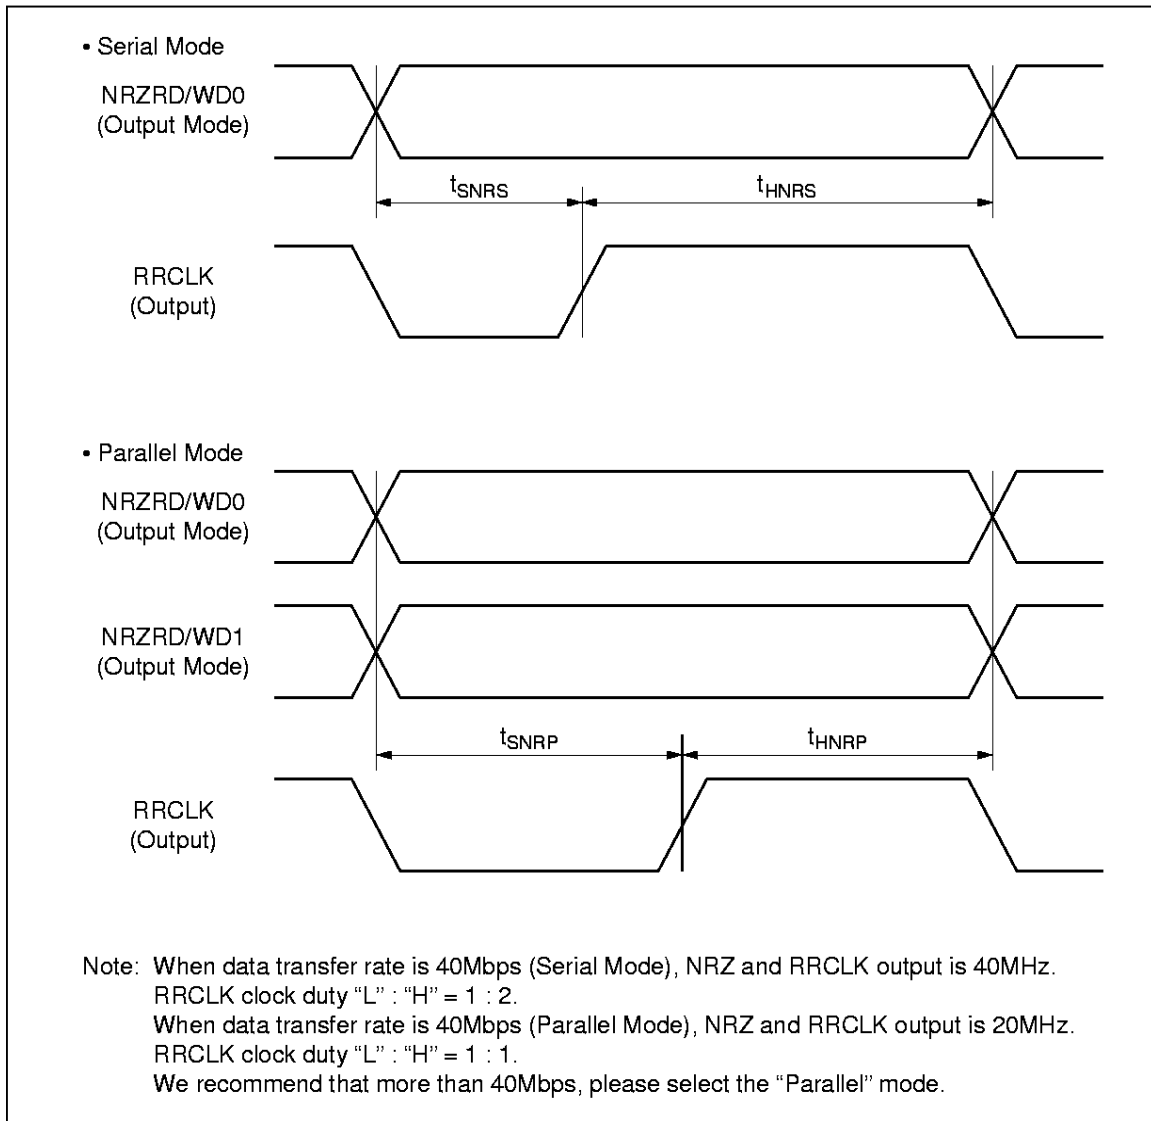 • Serial Mode
NRZRD/WD0
(Output Mode)
tSNRS
tHNRS
RRCLK
(Output)
• Parallel Mode
NRZRD/WD0
(Output Mode)
NRZRD/WD1
(Output Mode)
tSNRP
tHNRP
RRCLK
(Output)
Note: When data transfer rate is 40Mbps (Serial Mode), NRZ and RRCLK output is 40MHz.
RRCLK clock duty “L” : “H” = 1 : 2.
When data transfer rate is 40Mbps (Parallel Mode), NRZ and RRCLK output is 20MHz.
RRCLK clock duty “L” : “H” = 1 : 1.
We recommend that more than 40Mbps, please select the “Parallel” mode.